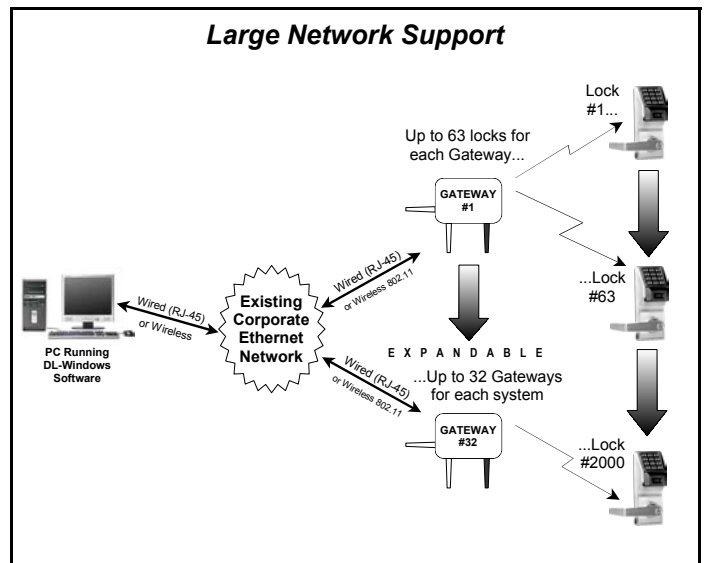 Large Network Support
Lock
#1...
Up to 63 locks for
each Gateway...
GATEWAY
#1
Wired (RJ-45)
or Wireless 802.11
...Lock
#63
Wired (RJ-45)
or Wireless
Existing
Corporate
Ethernet
Network
PC Running
DL-Windows
Software
E X P A N D A B L E
...Up to 32 Gateways
for each system
Wired (RJ-45)
or Wireless 802.11
GATEWAY
#32
...Lock
#2000